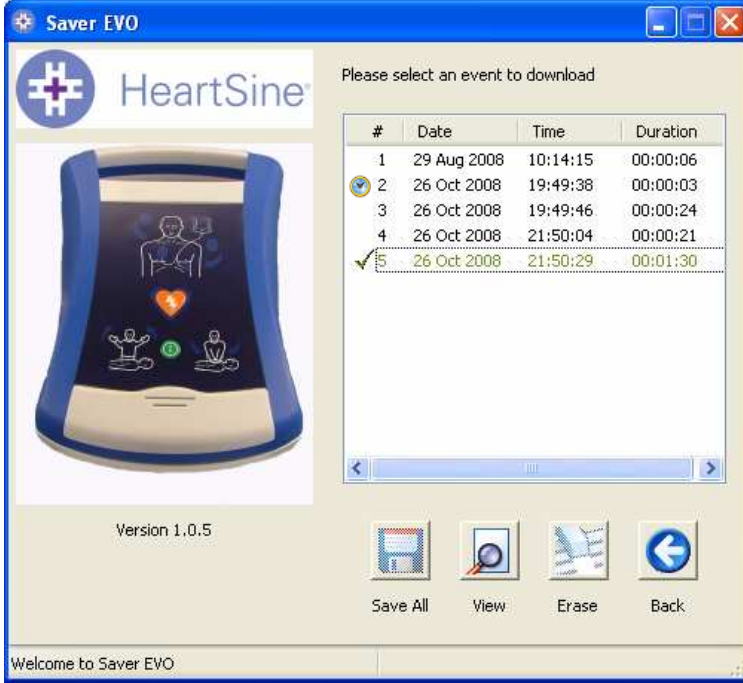 Saver EVO
HeartSine
Please select an event to download
# Date Time Duration
1 29 Aug 2008 10:14:15 00:00:06
2 26 Oct 2008 19:49:38 00:00:03
3 26 Oct 2008 19:49:46 00:00:24
4 26 Oct 2008 21:50:04 00:00:21
5 26 Oct 2008 21:50:29 00:01:30
Version 1.0.5
Save All View Erase Back
Welcome to Saver EVO